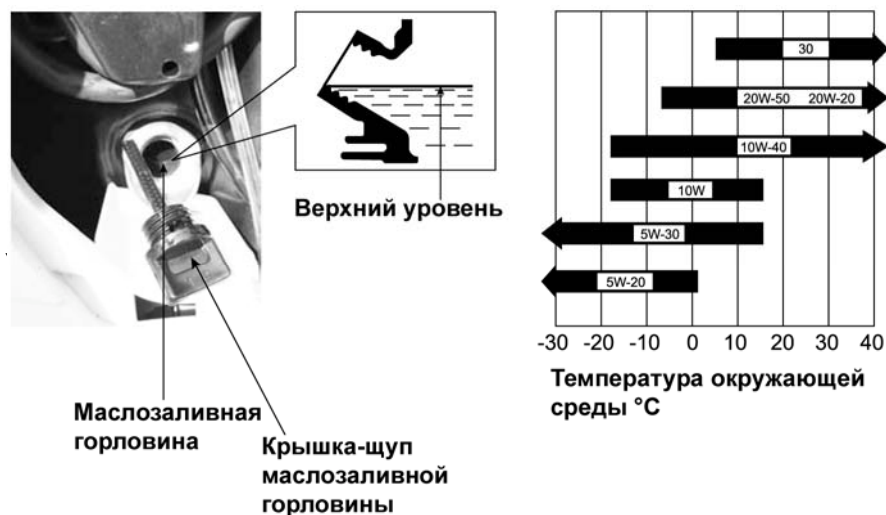 Верхний уровень
Маслозаливная
горловина
Крышка-щуп
маслозаливной
горловины
30
20W-50 20W-20
10W-40
10W
5W-30
5W-20
-30 -20 -10 0 10 20 30 40
Температура окружающей
среды °C